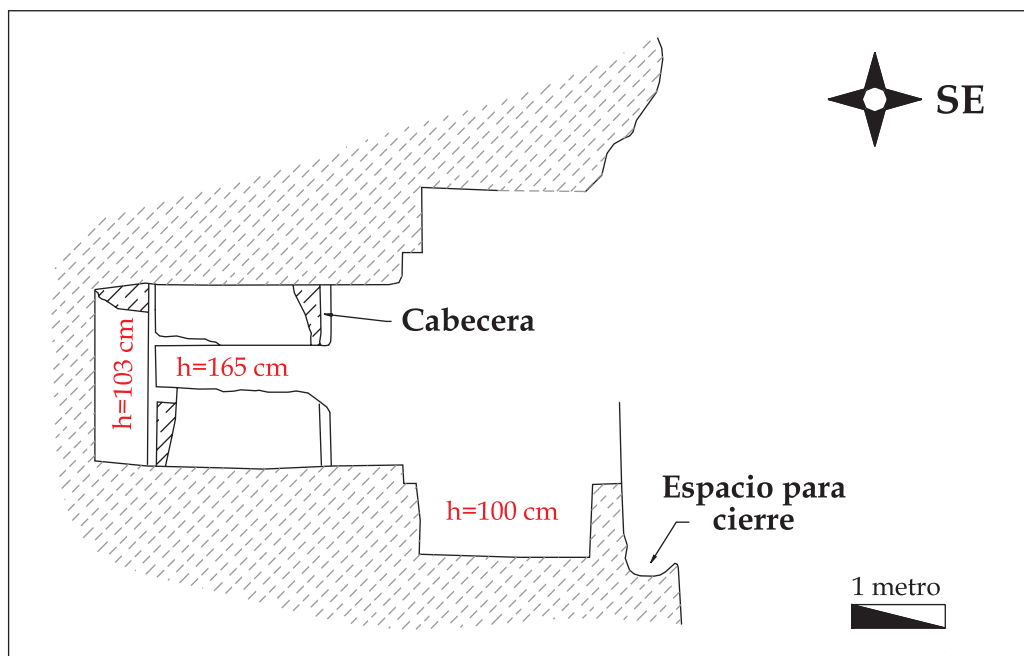 SE
Cabecera
h=103 cm
h=165 cm
h=100 cm
Espacio para
cierre
1 metro